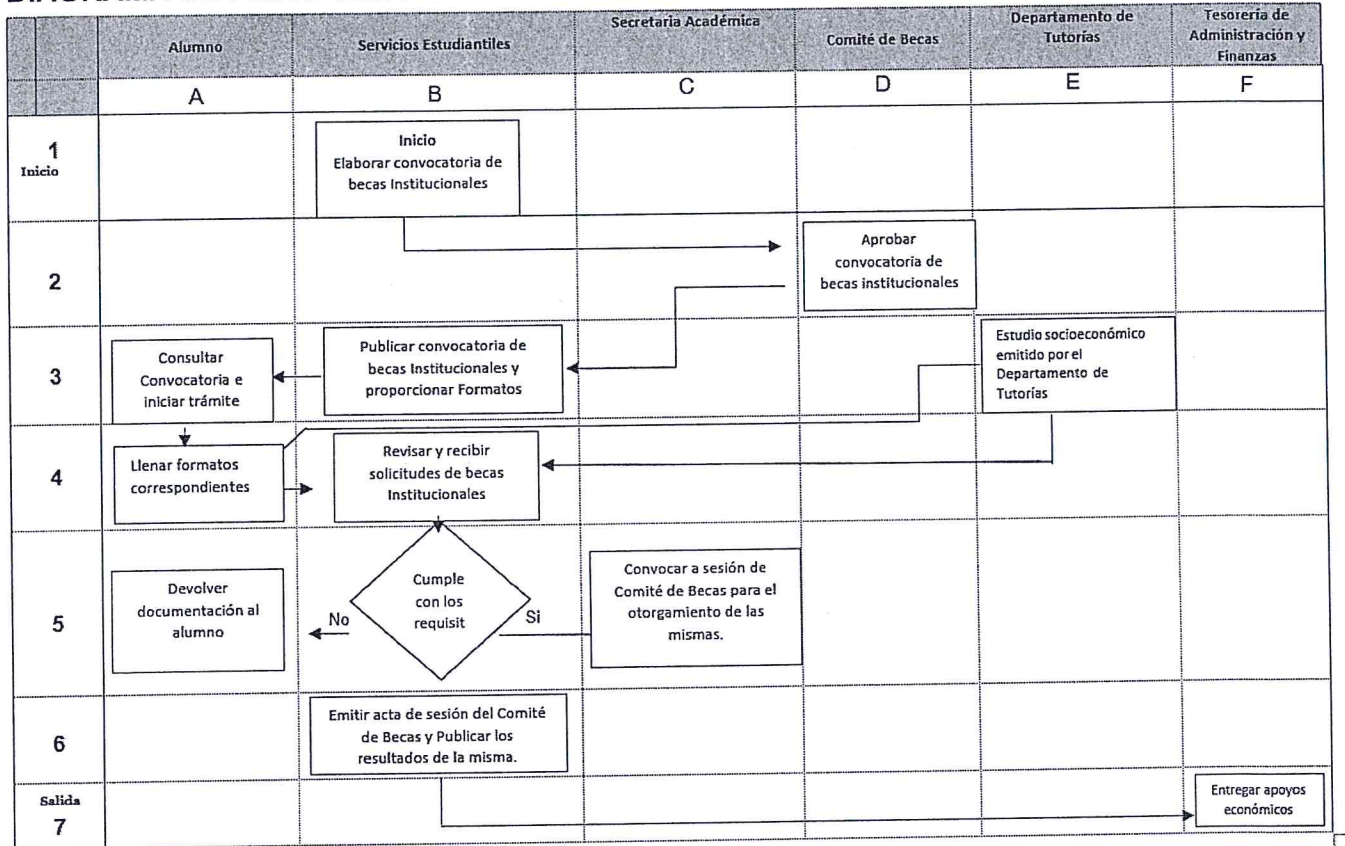 Alumno
Servicios Estudiantiles
Secretaria Académica
Comité de Becas
Departamento de
Tutorías
Tesorería de
Administración y
Finanzas
A
B
C
D
E
F
1
Inicio
Inicio
Elaborar convocatoria de
becas Institucionales
2
Aprobar
convocatoria de
becas institucionales
3
Consultar
Convocatoria e
iniciar trámite
Publicar convocatoria de
becas Institucionales y
proporcionar Formatos
Estudio socioeconómico
emitido por el
Departamento de
Tutorías
4
Llenar formatos
correspondientes
Revisar y recibir
solicitudes de becas
Institucionales
5
Devolver
documentación al
alumno
No
Cumple
con los
requisit
Si
Convocar a sesión de
Comité de Becas para el
otorgamiento de las
mismas.
6
Emitir acta de sesión del Comité
de Becas y Publicar los
resultados de la misma.
Salida
7
Entregar apoyos
económicos